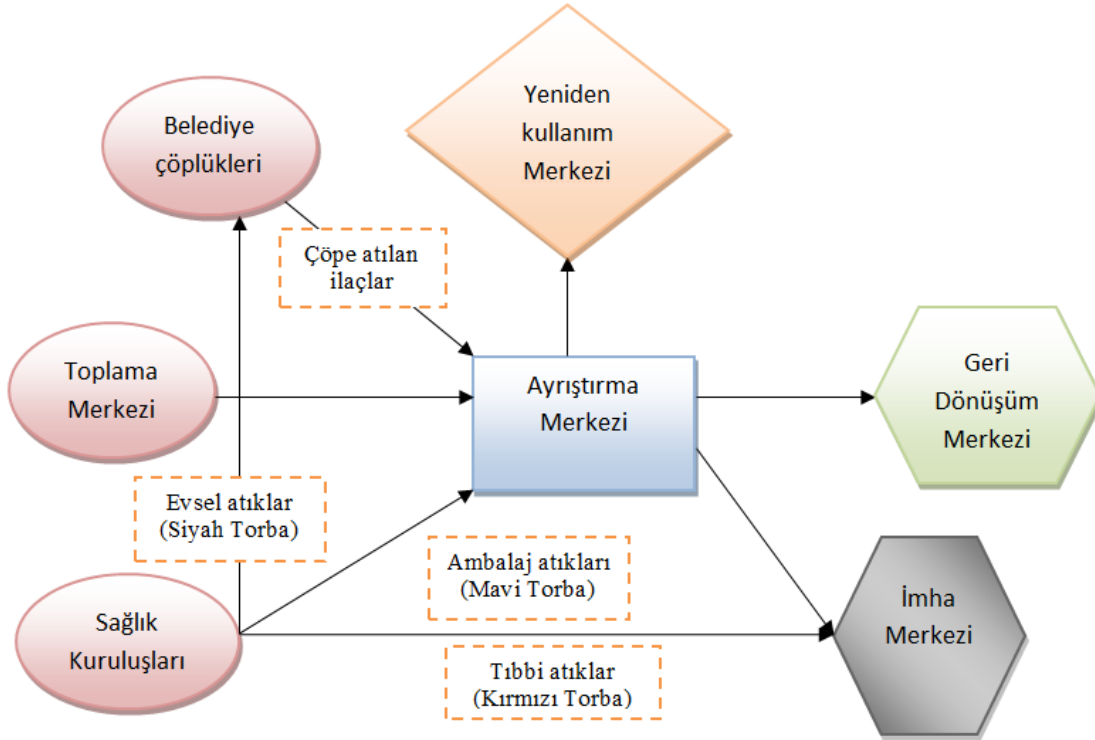 Belediye
çöplükleri
Yeniden
kullanım
Merkezi
Çöpe atılan
ilaçlar
Toplama
Merkezi
Ayrıştırma
Merkezi
Geri
Dönüşüm
Merkezi
Evsel atıklar
(Siyah Torba)
Ambalaj atıkları
(Mavi Torba)
Sağlık
Kuruluşları
İmha
Merkezi
Tıbbi atıklar
(Kırmızı Torba)